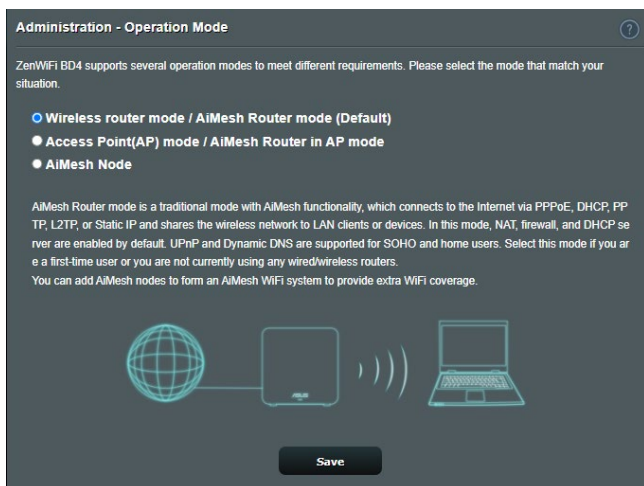 Administration - Operation Mode
?
ZenWiFi BD4 supports several operation modes to meet different requirements. Please select the mode that match your
situation.
Wireless router mode / AiMesh Router mode (Default)
Access Point(AP) mode / AiMesh Router in AP mode
AiMesh Node
AiMesh Router mode is a traditional mode with AiMesh functionality, which connects to the Internet via PPPoE, DHCP, PP
TP, L2TP, or Static IP and shares the wireless network to LAN clients or devices. In this mode, NAT, firewall, and DHCP se
rver are enabled by default. UPnP and Dynamic DNS are supported for SOHO and home users. Select this mode if you ar
e a first-time user or you are not currently using any wired/wireless routers.
You can add AiMesh nodes to form an AiMesh WiFi system to provide extra WiFi coverage.
ASUS
Save